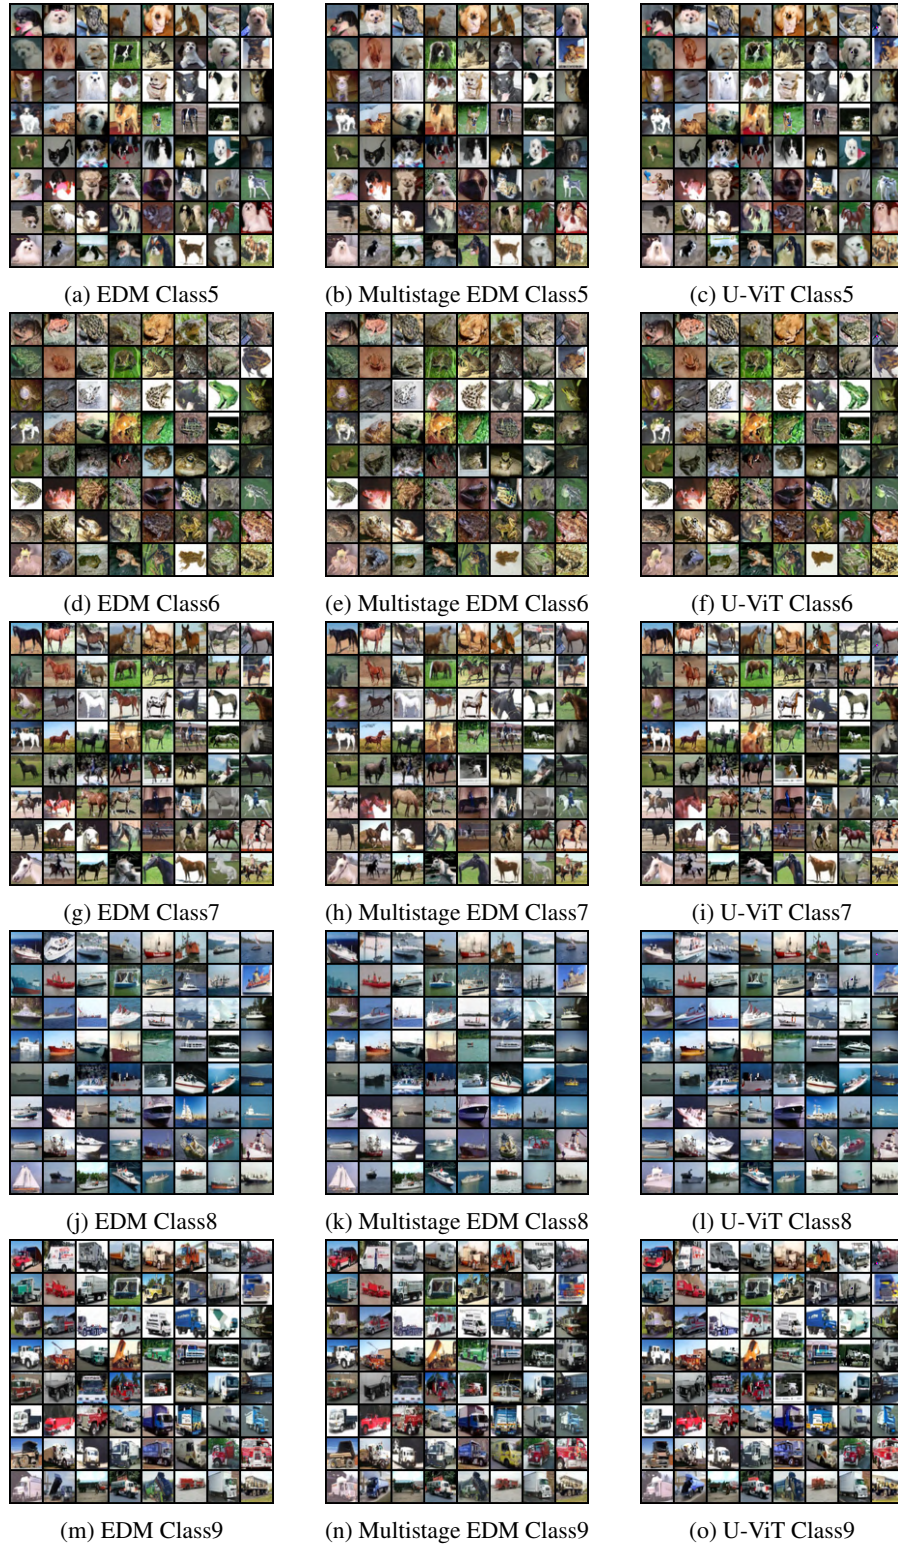 (a) EDM Class5
(b) Multistage EDM Class5
(c) U-ViT Class5
(d) EDM Class6
(e) Multistage EDM Class6
(f) U-ViT Class6
(g) EDM Class7
(h) Multistage EDM Class7
(i) U-ViT Class7
(j) EDM Class8
(k) Multistage EDM Class8
(l) U-ViT Class8
(m) EDM Class9
(n) Multistage EDM Class9
(o) U-ViT Class9